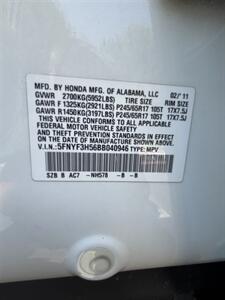 MFD. BY HONDA MFG. OF ALABAMA, LLC. 02/'11
GVWR 2700KG(5952LBS) TIRE SIZE RIM SIZE
GAWR F 1325KG(2921LBS) P245/65R17 105T 17X7.5J
GAWR R1450KG(3197LBS) P245/65R17 105T 17X7.5J
THIS VEHICLE CONFORMS TO ALL APPLICABLE
FEDERAL MOTOR VEHICLE SAFETY AND THEFT
PREVENTION STANDARDS IN EFFECT ON THE DATE
OF MANUFACTURE SHOWN ABOVE.
V.I.N.:5FNYF3H56BB040946 TYPE: MPV
SZB B AC7 -NH578 -B -B